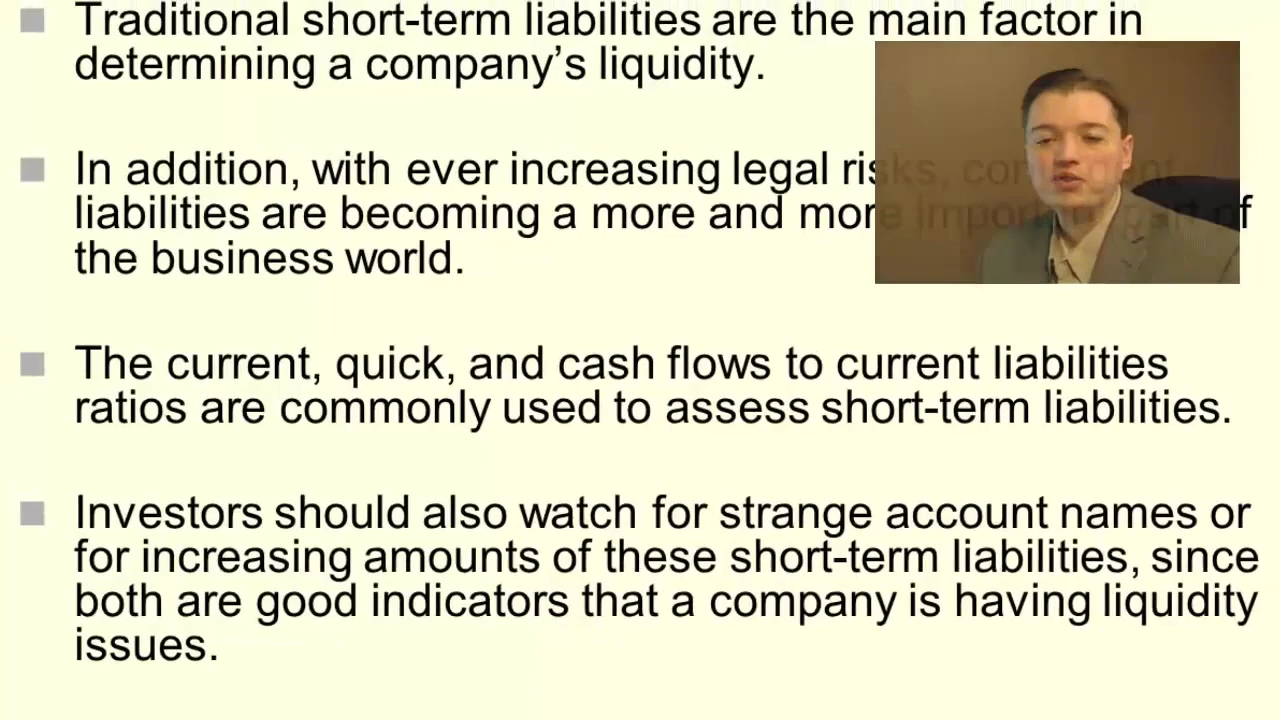 Traditional short-term liabilities are the main factor in
determining a company’s liquidity.
In addition, with ever increasing legal risks, contingent
liabilities are becoming a more and more important part of
the business world.
The current, quick, and cash flows to current liabilities
ratios are commonly used to assess short-term liabilities.
Investors should also watch for strange account names or
for increasing amounts of these short-term liabilities, since
both are good indicators that a company is having liquidity
issues.